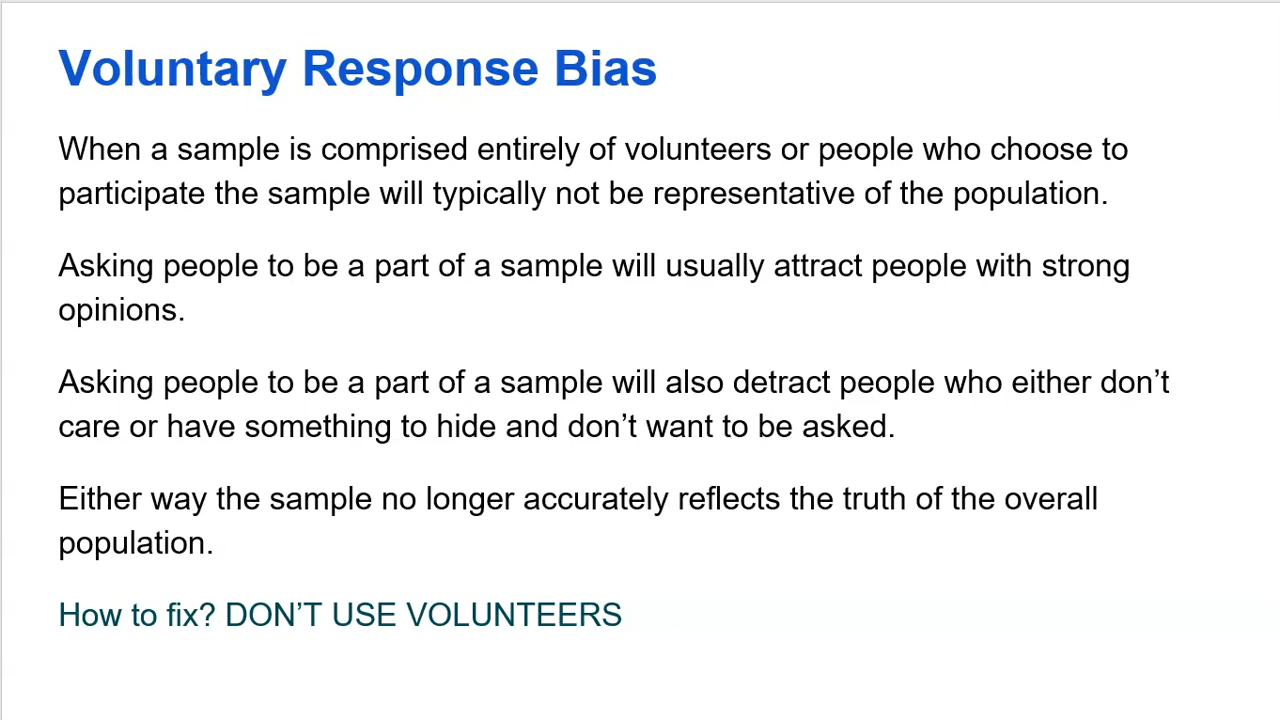 Voluntary Response Bias
When a sample is comprised entirely of volunteers or people who choose to
participate the sample will typically not be representative of the population.
Asking people to be a part of a sample will usually attract people with strong
opinions.
Asking people to be a part of a sample will also detract people who either don’t
care or have something to hide and don’t want to be asked.
Either way the sample no longer accurately reflects the truth of the overall
population.
How to fix? DON’T USE VOLUNTEERS